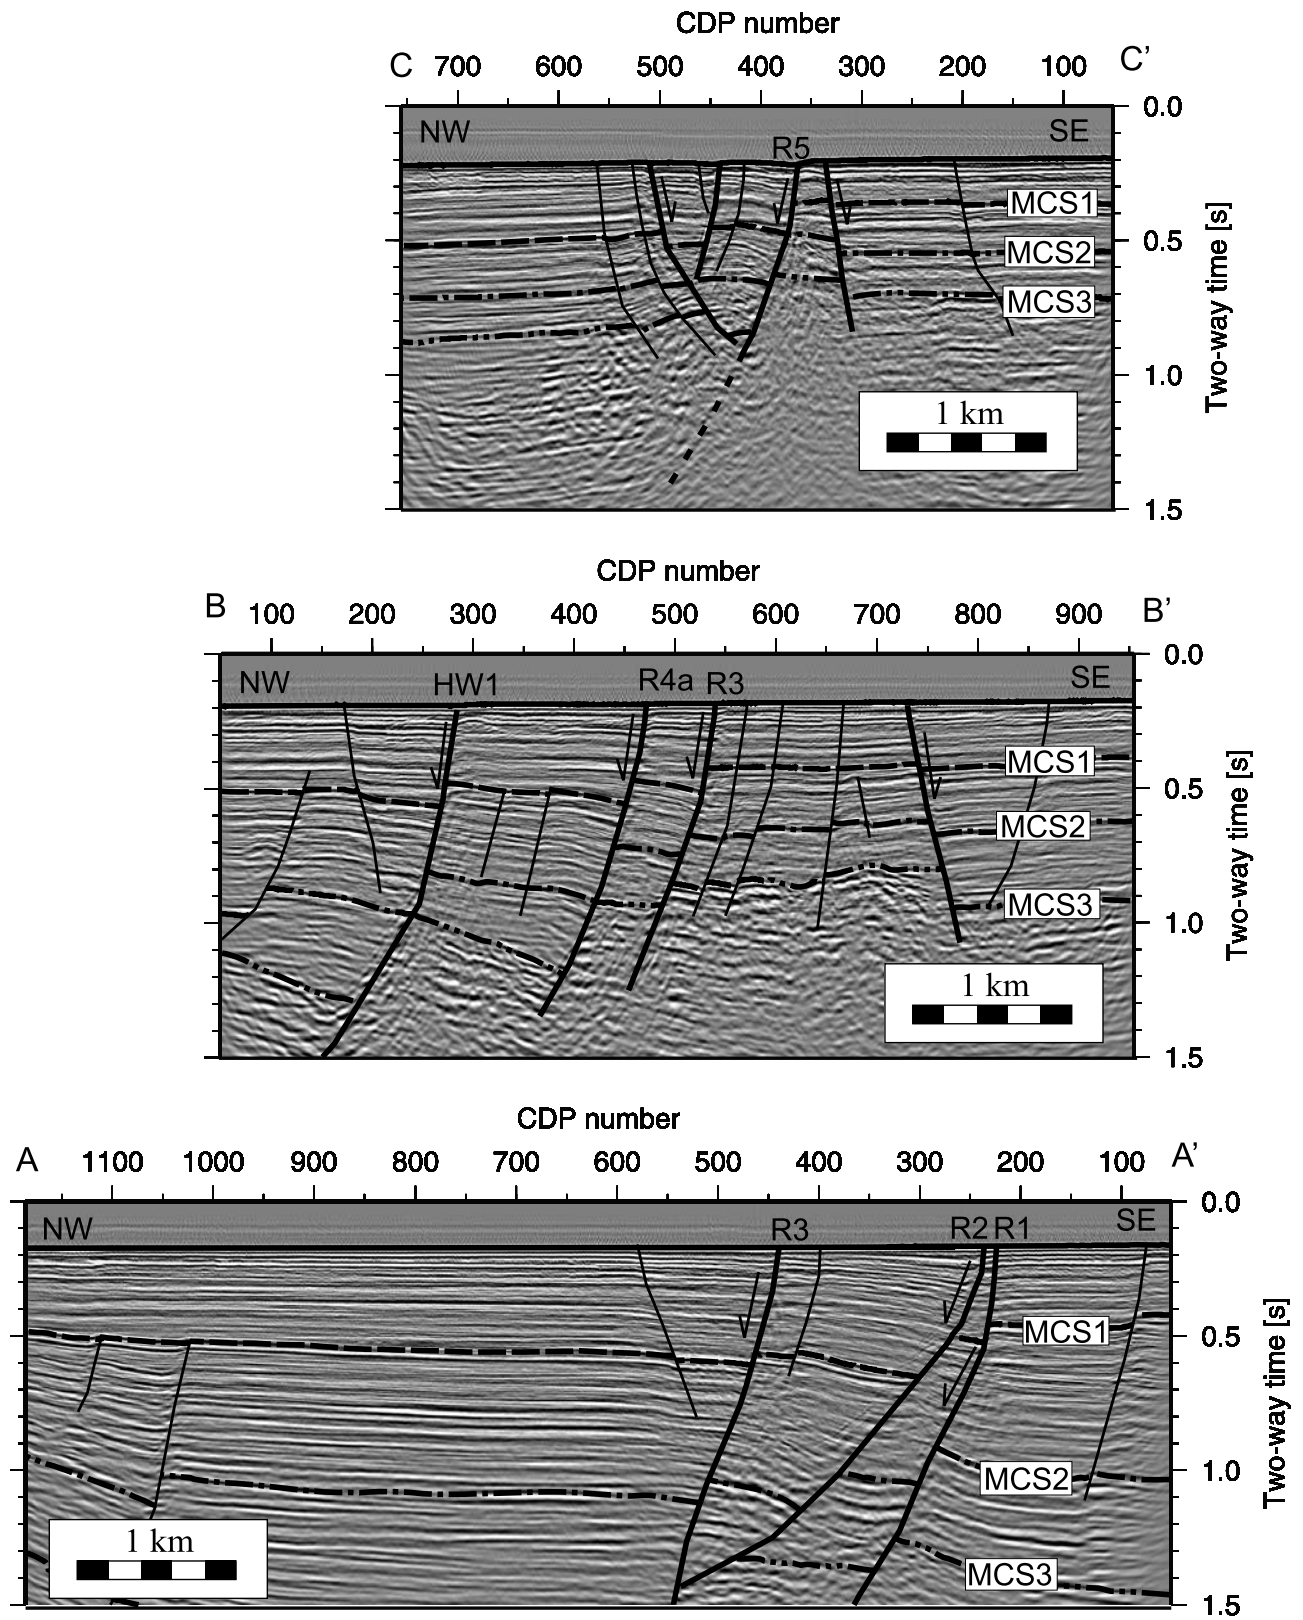 CDP number
C 700 600 500 400 300 200 100 C’
0.0
NW R5 SE
MCS1
0.5
MCS2
MCS3
1.0
1 km
1.5
Two-way time [s]
CDP number
B 100 200 300 400 500 600 700 800 900 B’
0.0
NW HW1 R4a R3 SE
MCS1
0.5
MCS2
MCS3
1.0
1 km
1.5
Two-way time [s]
CDP number
A 1100 1000 900 800 700 600 500 400 300 200 100 A’
0.0
NW R3 R2 R1 SE
MCS1
0.5
MCS2
1.0
1 km
MCS3
1.5
Two-way time [s]